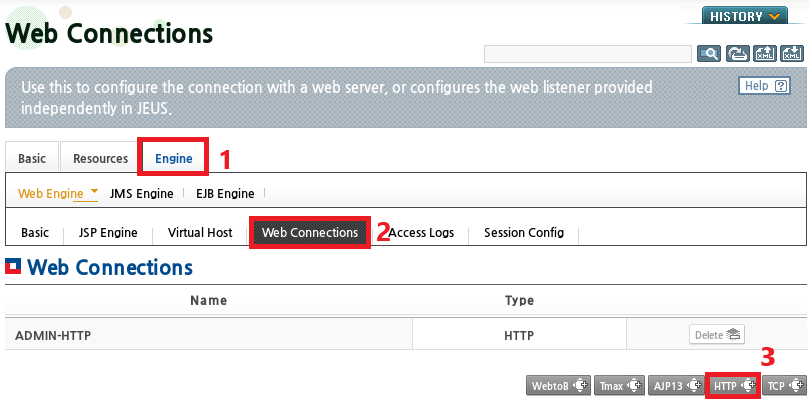 HISTORY
Web Connections
XML XML
Use this to configure the connection with a web server, or configures the web listener provided
independently in JEUS.
Help ?
Basic Resources Engine 1
Web Engine JMS Engine EJB Engine
Basic JSP Engine Virtual Host Web Connections 2 Access Logs Session Config
Web Connections
Name Type
ADMIN-HTTP HTTP Delete
3
WebtoB Tmax AJP13 HTTP TCP